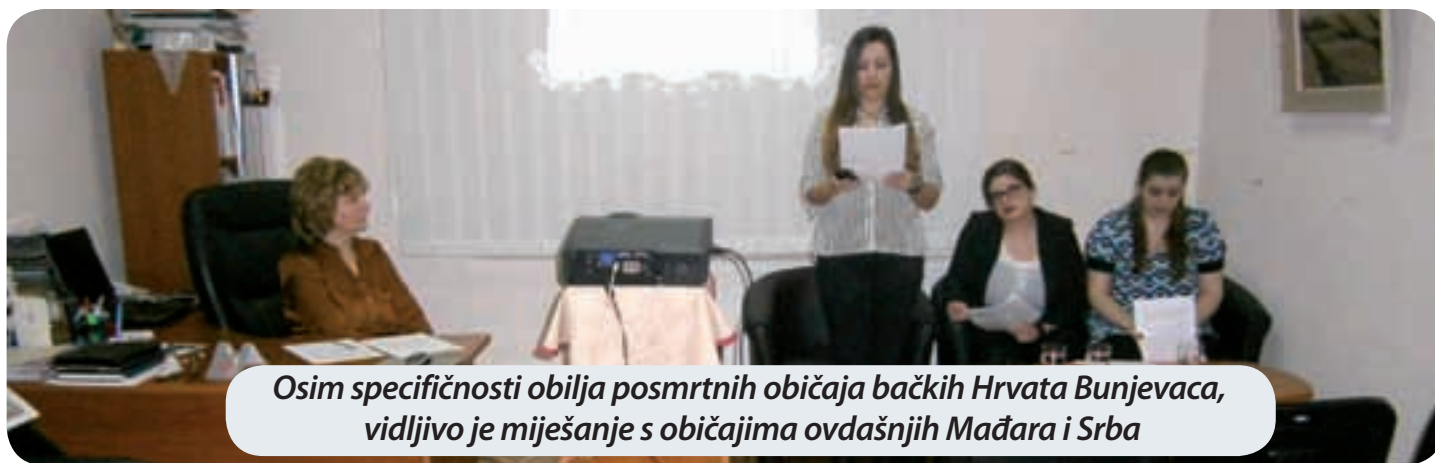 Osim specifičnosti obilja posmrtnih običaja bačkih Hrvata Bunjevaca,
vidljivo je miješanje s običajima ovdašnjih Mađara i Srba